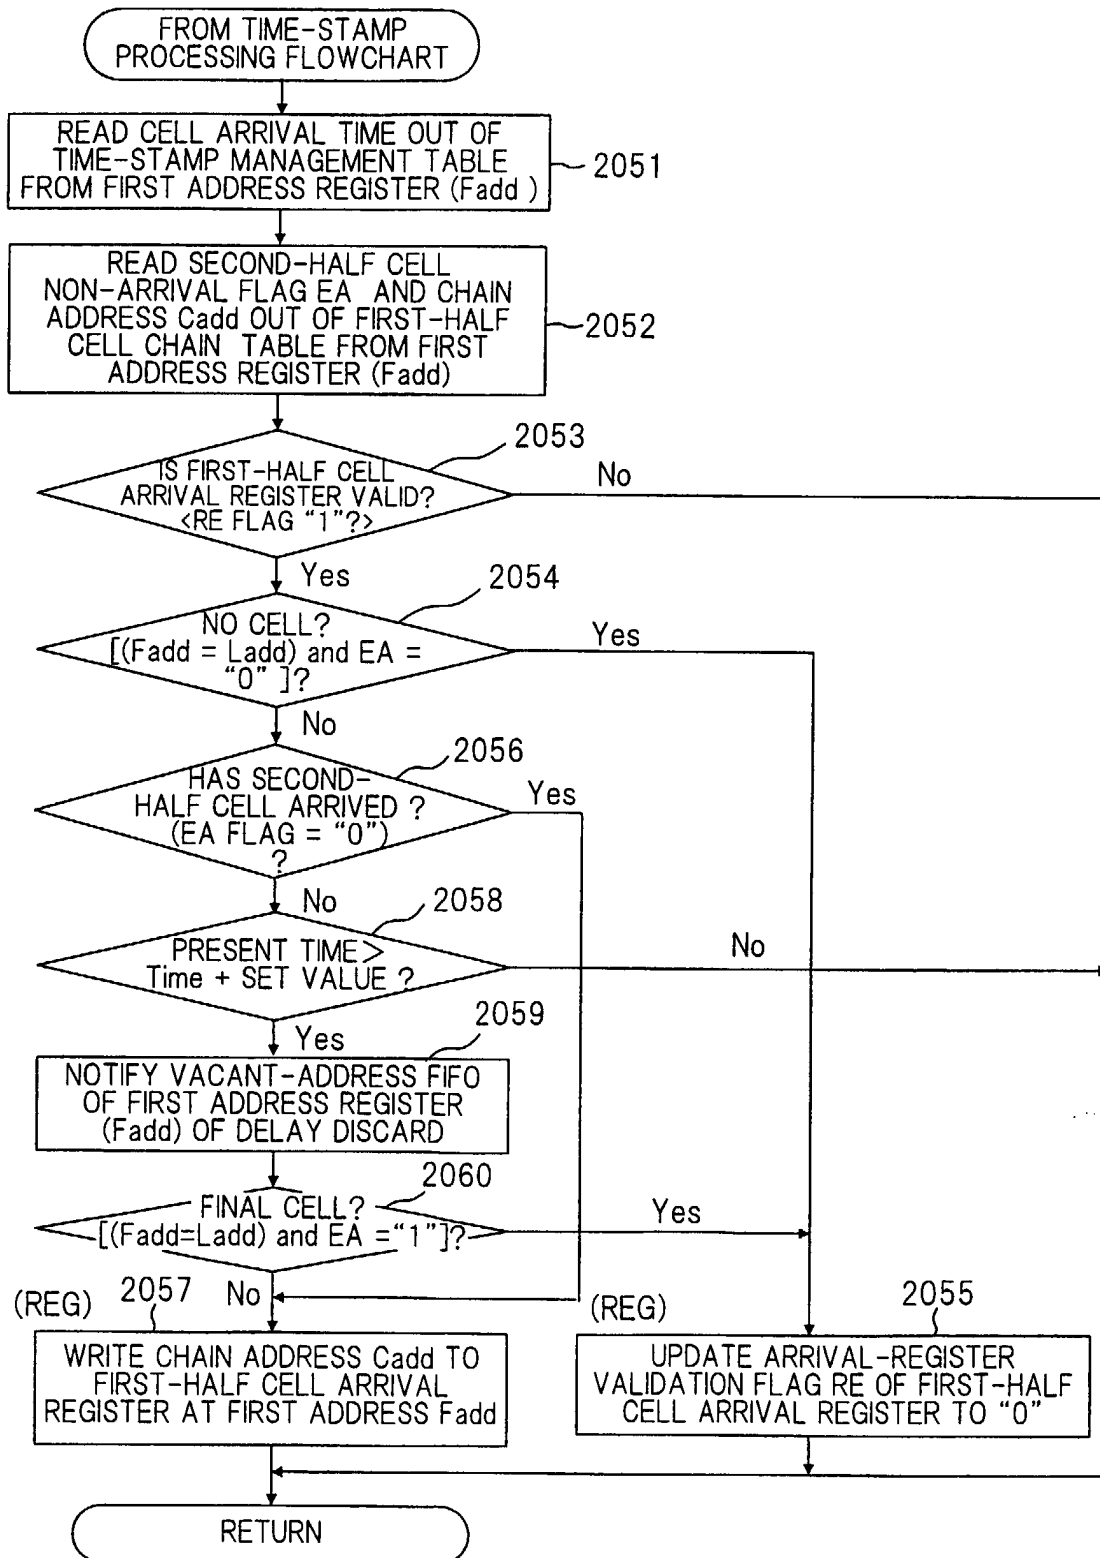 FROM TIME-STAMP
PROCESSING FLOWCHART
READ CELL ARRIVAL TIME OUT OF
TIME-STAMP MANAGEMENT TABLE
FROM FIRST ADDRESS REGISTER (Fadd )
2051
READ SECOND-HALF CELL
NON-ARRIVAL FLAG EA AND CHAIN
ADDRESS Cadd OUT OF FIRST-HALF
CELL CHAIN TABLE FROM FIRST
ADDRESS REGISTER (Fadd)
2052
2053
IS FIRST-HALF CELL
ARRIVAL REGISTER VALID?
<RE FLAG “1”?>
No
Yes
2054
NO CELL?
[(Fadd = Ladd) and EA =
“0” ]?
Yes
No
2056
HAS SECOND-
HALF CELL ARRIVED ?
(EA FLAG = “0”)
?
Yes
No
2058
PRESENT TIME >
Time + SET VALUE ?
No
Yes
2059
NOTIFY VACANT-ADDRESS FIFO
OF FIRST ADDRESS REGISTER
(Fadd) OF DELAY DISCARD
2060
FINAL CELL?
[(Fadd=Ladd) and EA =“1”]?
Yes
No
(REG)
2057
WRITE CHAIN ADDRESS Cadd TO
FIRST-HALF CELL ARRIVAL
REGISTER AT FIRST ADDRESS Fadd
(REG)
2055
UPDATE ARRIVAL-REGISTER
VALIDATION FLAG RE OF FIRST-HALF
CELL ARRIVAL REGISTER TO “0”
RETURN